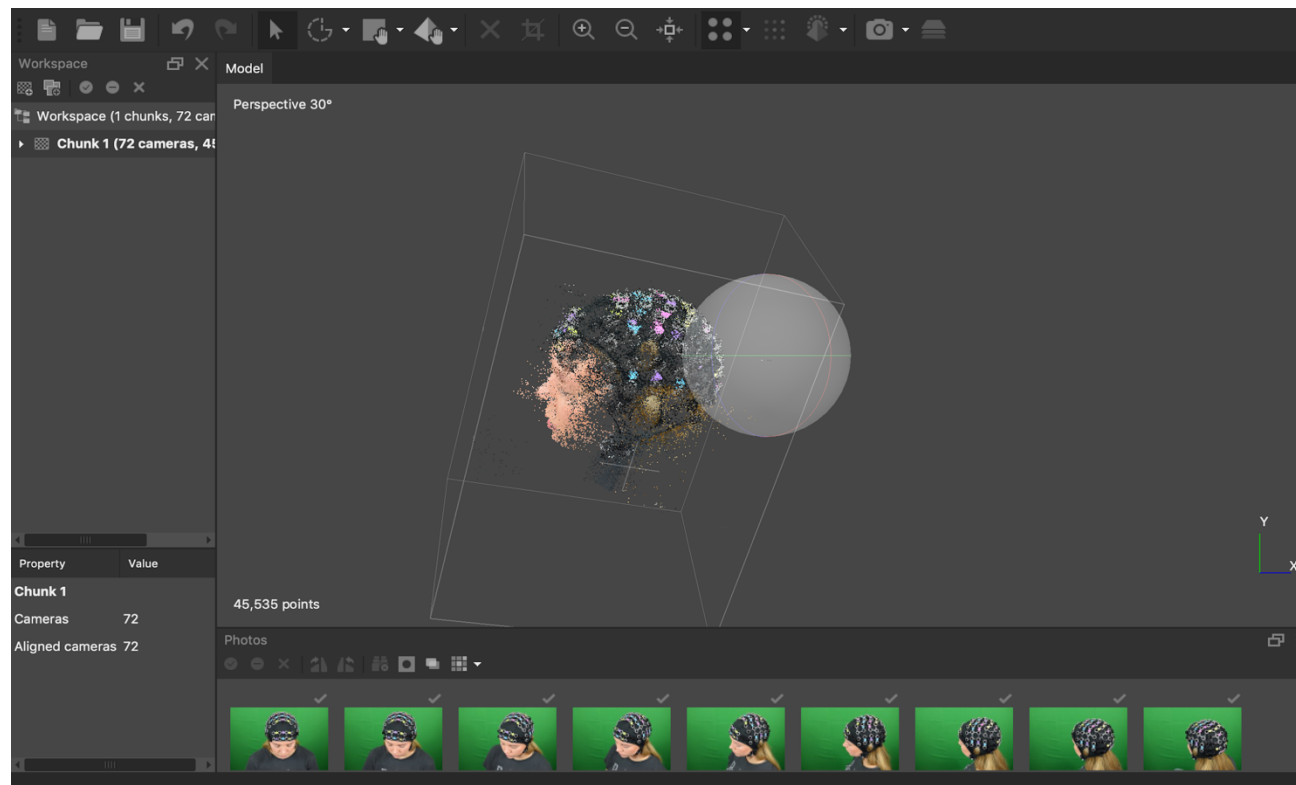 Workspace
Model
Workspace (1 chunks, 72 cam
Chunk 1 (72 cameras, 45
Perspective 30°
Y
X
Property Value
Chunk 1
Cameras 72
Aligned cameras 72
45,535 points
Photos